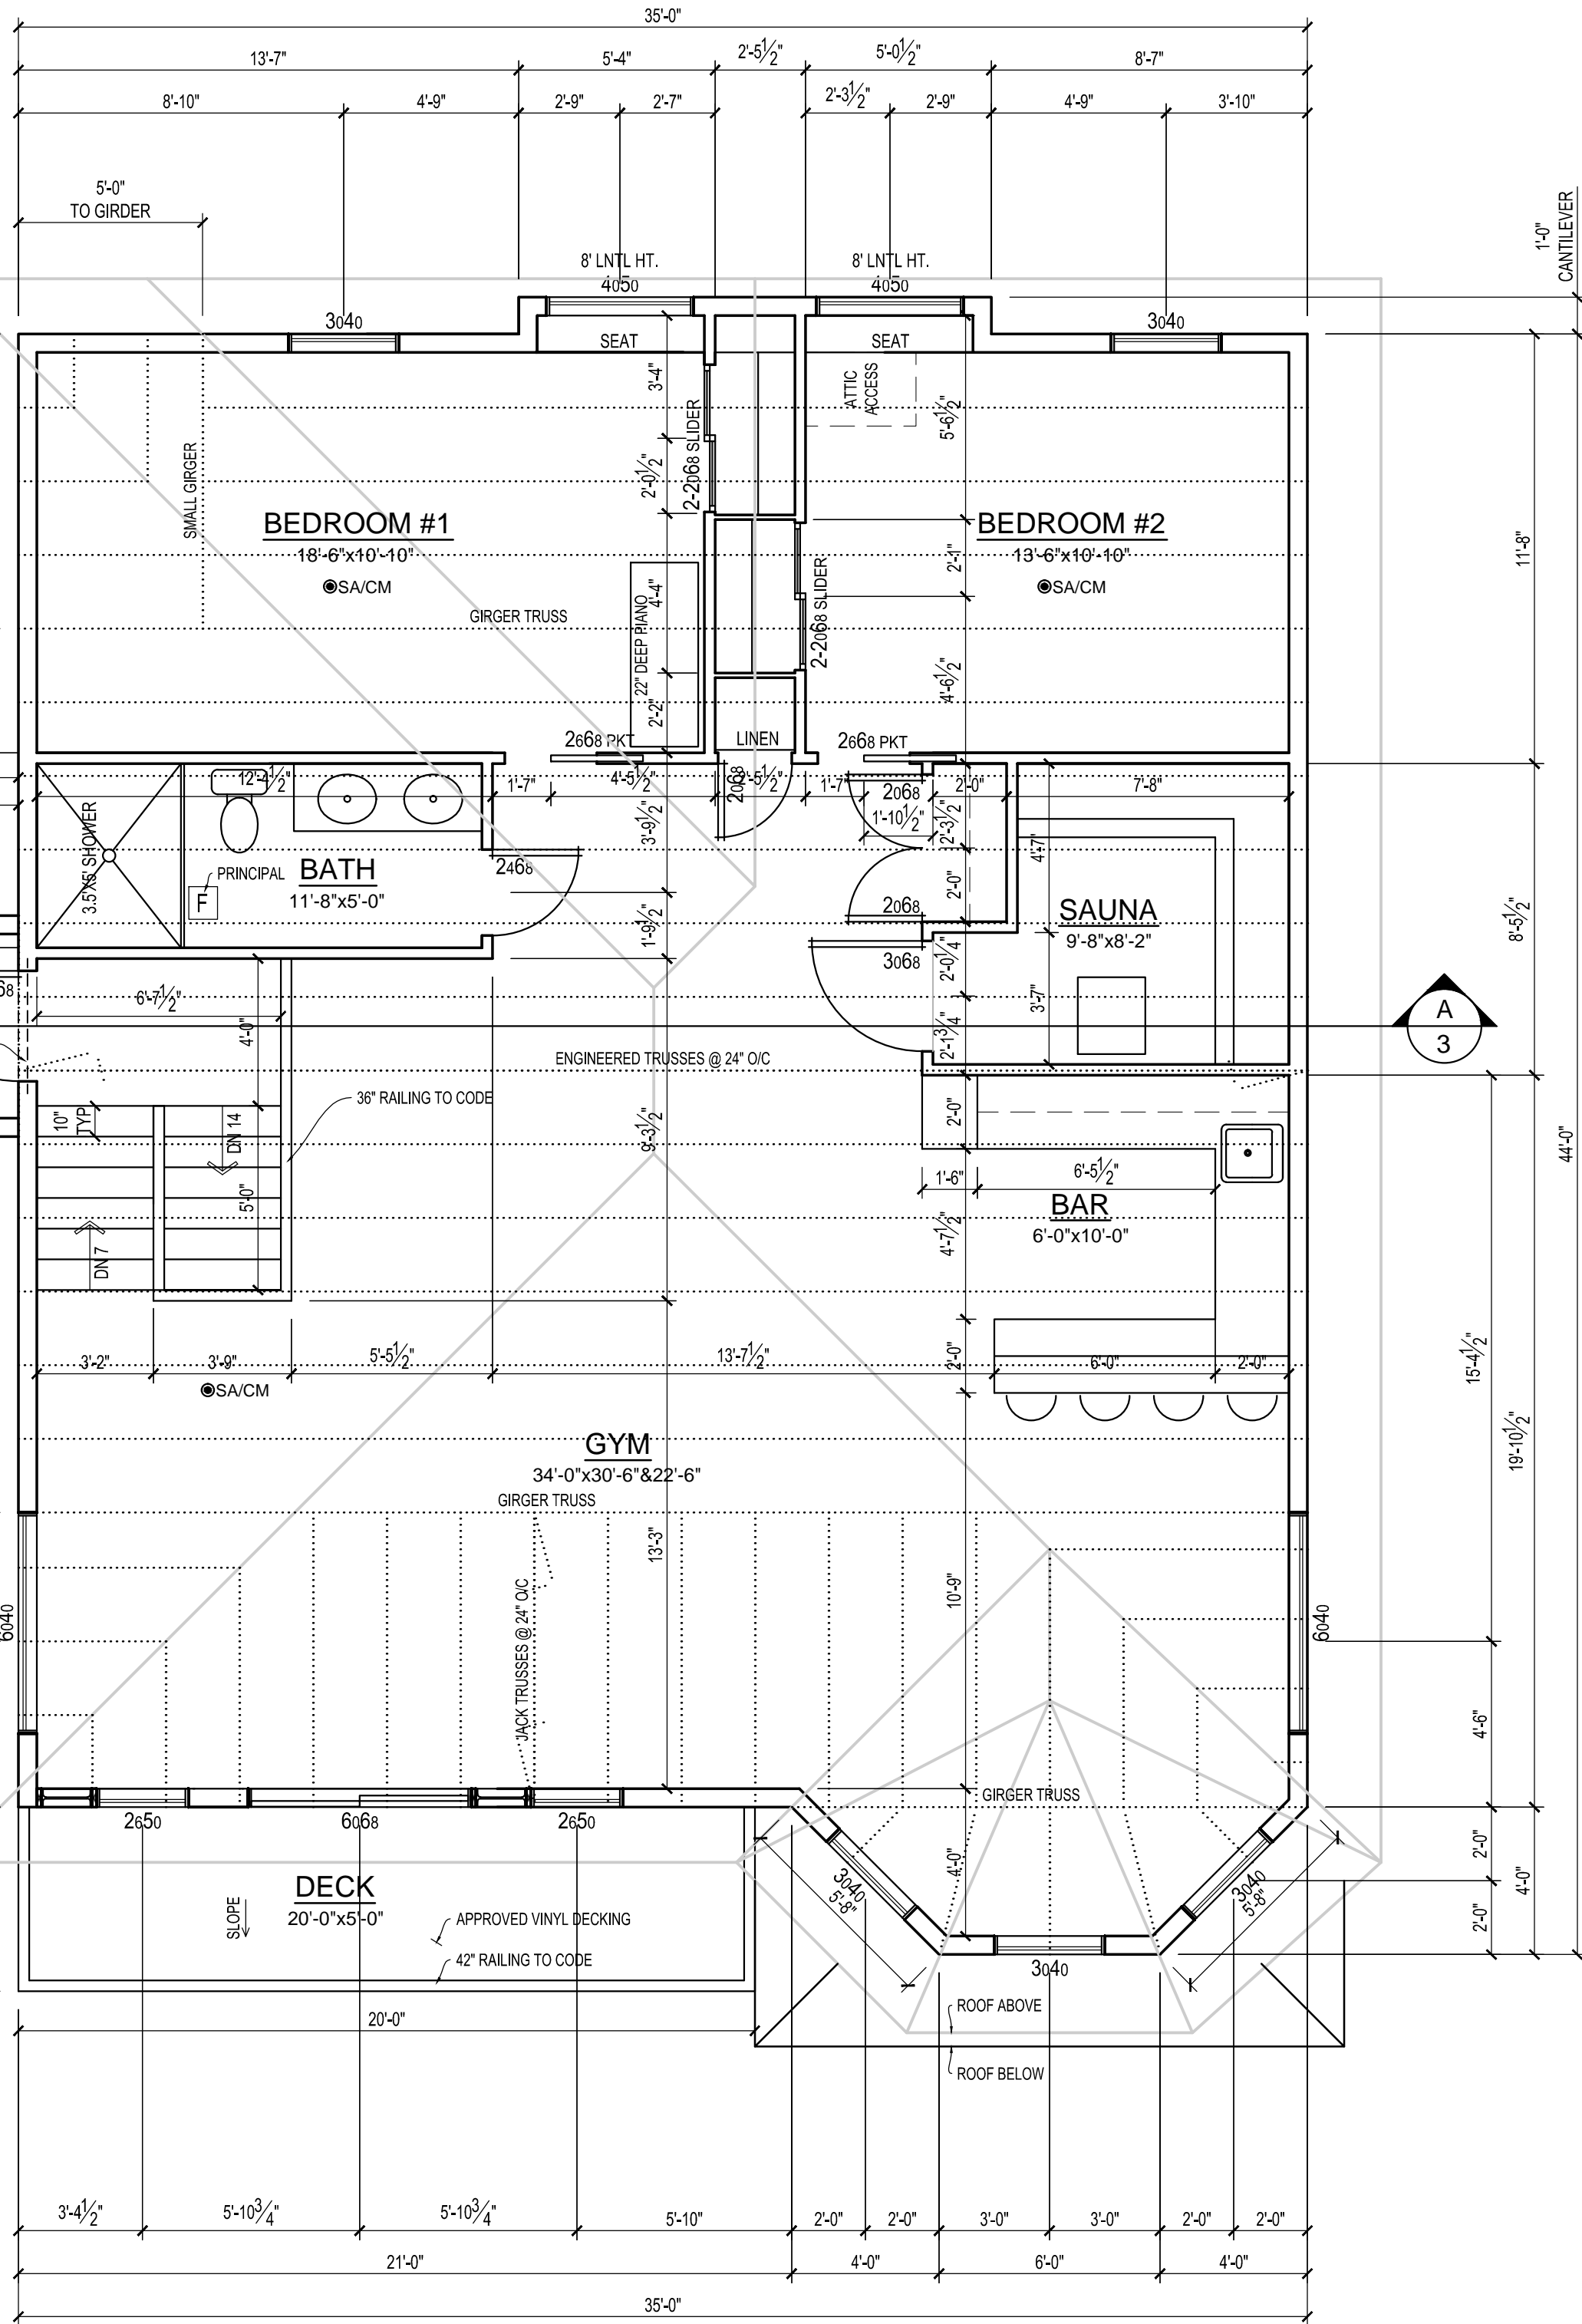 35'-0"
13'-7"
5'-4"
2'-5½"
5'-0½"
8'-7"
8'-10"
4'-9"
2'-9"
2'-7"
2'-3½"
2'-9"
4'-9"
3'-10"
5'-0"
TO GIRDER
1'-0"
CANTILEVER
8' LNTL HT.
4050
8' LNTL HT.
4050
3040
3040
SEAT
SEAT
ATTIC
ACCESS
3'-4"
5'-6½"
2-2068 SLIDER
2'-0½"
SMALL GIRGER
BEDROOM #1
18'-6"x10'-10"
SA/CM
BEDROOM #2
13'-6"x10'-10"
SA/CM
2'-1"
11'-8"
GIRGER TRUSS
22" DEEP PIANO
4'-4"
2-2068 SLIDER
4'-6½"
2'-2"
2668 PKT
LINEN
2668 PKT
12'-4½"
1'-7"
4'-5½"
2068
2'-5½"
1'-7"
2068
2'-0"
7'-8"
1'-10½"
2'-3½"
3.5'X5' SHOWER
3'-9½"
4'-7"
PRINCIPAL
F
BATH
11'-8"x5'-0"
2468
2'-0"
2068
SAUNA
9'-8"x8'-2"
8'-5½"
1'-9½"
3068
2'-0¼"
68
6'-7½"
4'-0"
3'-7"
2'-1¾"
A
3
ENGINEERED TRUSSES @ 24" O/C
36" RAILING TO CODE
10"
TYP
DN 14
9'-3½"
2'-0"
44'-0"
5'-0"
1'-6"
6'-5½"
BAR
6'-0"x10'-0"
4'-7½"
DN 7
3'-2"
3'-9"
5'-5½"
13'-7½"
2'-0"
6'-0"
2'-0"
15'-4½"
SA/CM
19'-10½"
GYM
34'-0"x30'-6"&22'-6"
GIRGER TRUSS
13'-3"
10'-9"
JACK TRUSSES @ 24" O/C
6040
6040
4'-6"
GIRGER TRUSS
2650
6068
2650
2'-0"
4'-0"
4'-0"
3040
5'-8"
3040
5'-8"
DECK
20'-0"x5'-0"
SLOPE
APPROVED VINYL DECKING
2'-0"
42" RAILING TO CODE
3040
ROOF ABOVE
20'-0"
ROOF BELOW
3'-4½"
5'-10¾"
5'-10¾"
5'-10"
2'-0"
2'-0"
3'-0"
3'-0"
2'-0"
2'-0"
21'-0"
4'-0"
6'-0"
4'-0"
35'-0"